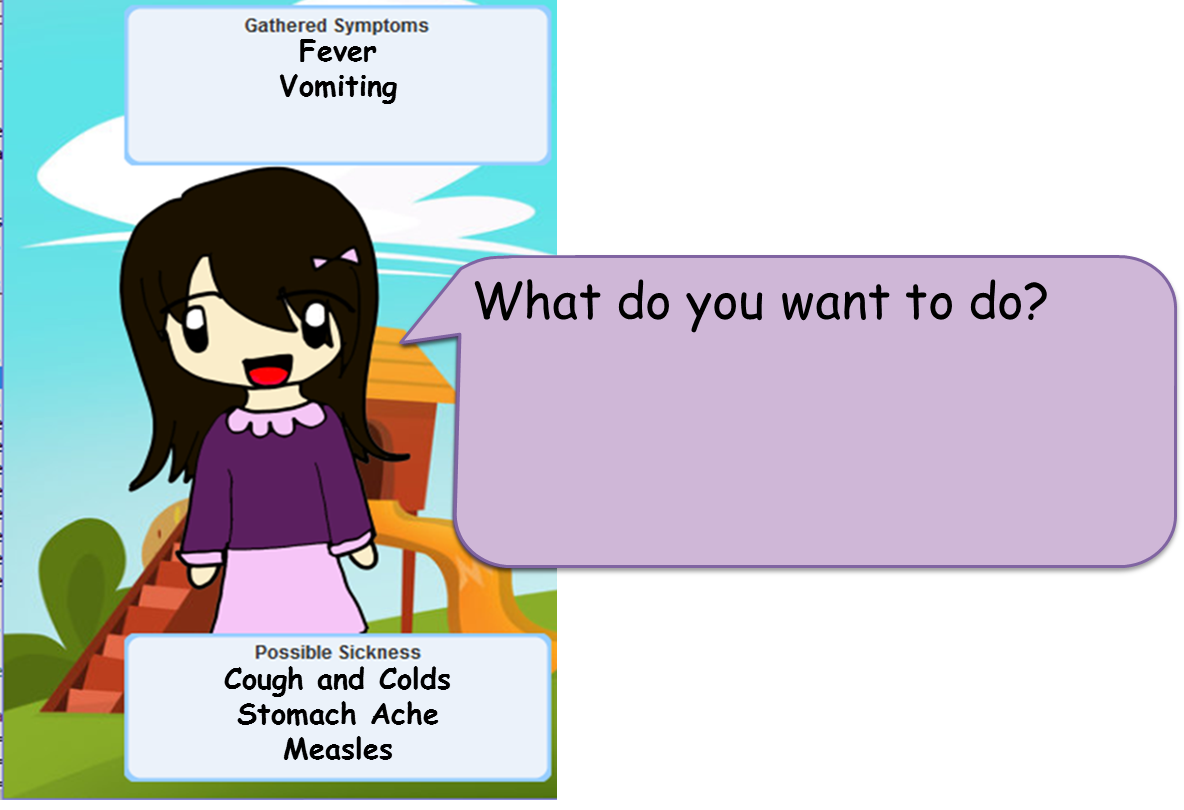 Gathered Symptoms
Fever
Vomiting
What do you want to do?
Possible Sickness
Cough and Colds
Stomach Ache
Measles